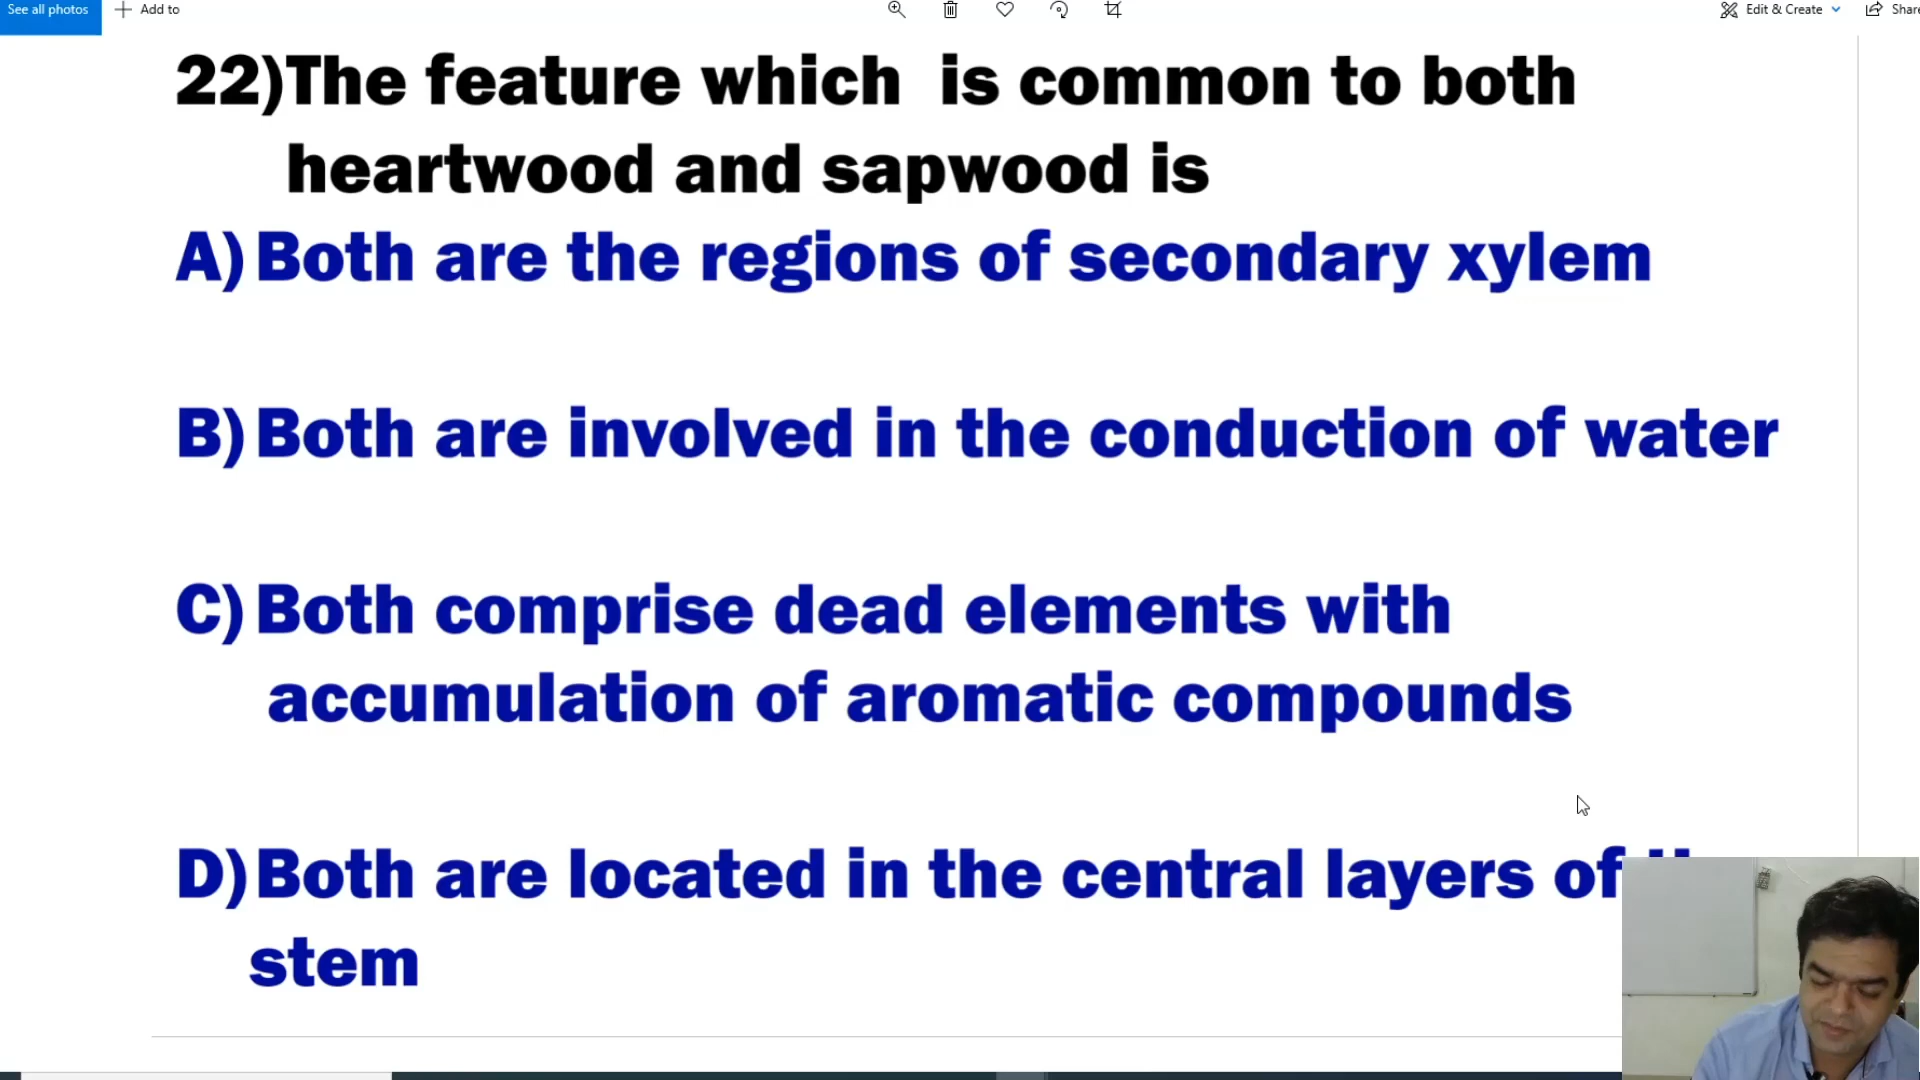 See all photos
Add to
Edit & Create
Share
22)The feature which is common to both
heartwood and sapwood is
A) Both are the regions of secondary xylem
B) Both are involved in the conduction of water
C) Both comprise dead elements with
accumulation of aromatic compounds
D) Both are located in the central layers of
stem